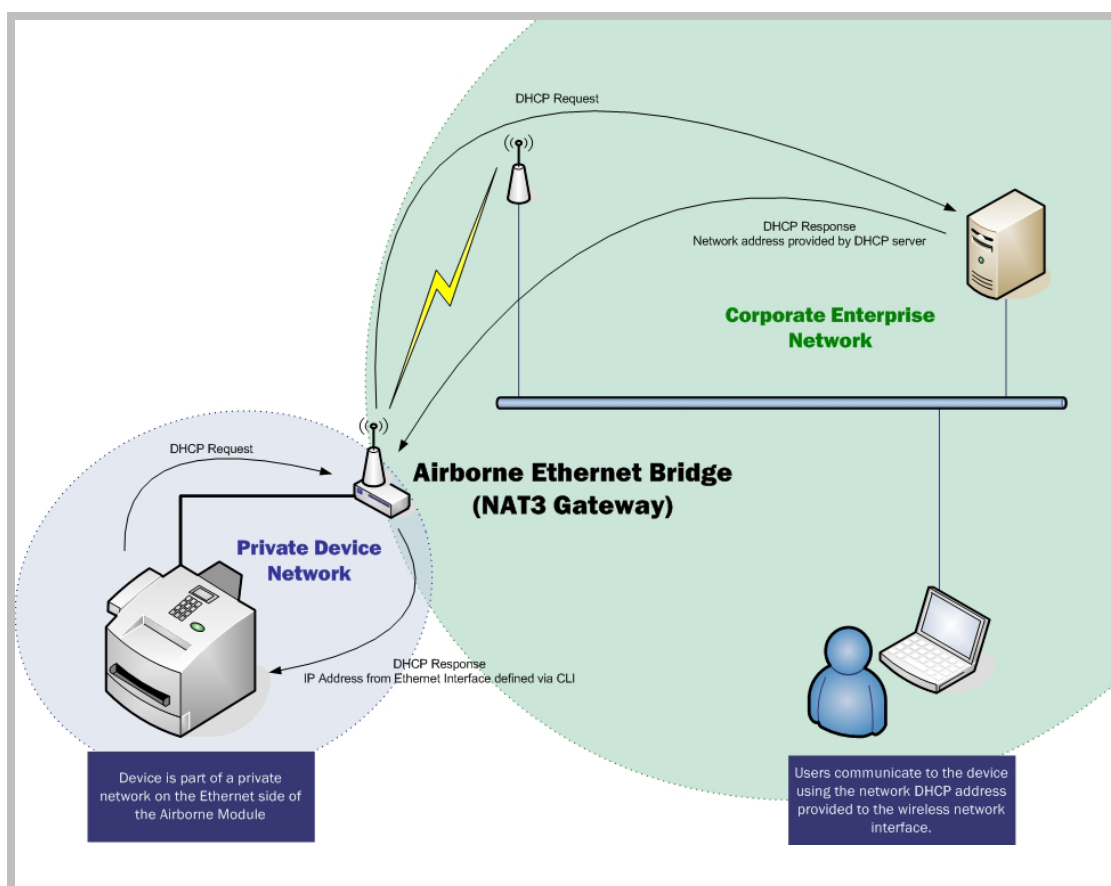 DHCP Request
DHCP Response
Network address provided by DHCP server
Corporate Enterprise
Network
DHCP Request
Airborne Ethernet Bridge
(NAT3 Gateway)
Private Device
Network
DHCP Response
IP Address from Ethernet Interface.defined via CLI
Device is part of a private
network on the Ethernet side of
the Airborne Module
Users communicate to the device
using the network DHCP address
provided to the wireless network
interface.